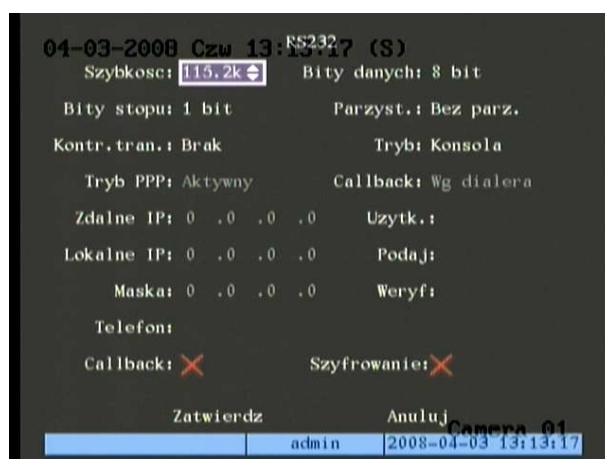 RS232
04-03-2008 Czw 13:13:17 (S)
Szybkosc: 115.2k Bity danych: 8 bit
Bity stopu: 1 bit Parzyst.: Bez parz.
Kontr.tran.: Brak Tryb: Konsola
Tryb PPP: Aktywny Callback: Wg dialera
Zdalne IP: 0 .0 .0 .0 Uzytk.:
Lokalne IP: 0 .0 .0 .0 Podaj:
Maska: 0 .0 .0 .0 Weryf:
Telefon:
Callback: Szyfrowanie:
Zatwierdz Anuluj
Camera 01
admin 2008-04-03 13:13:17